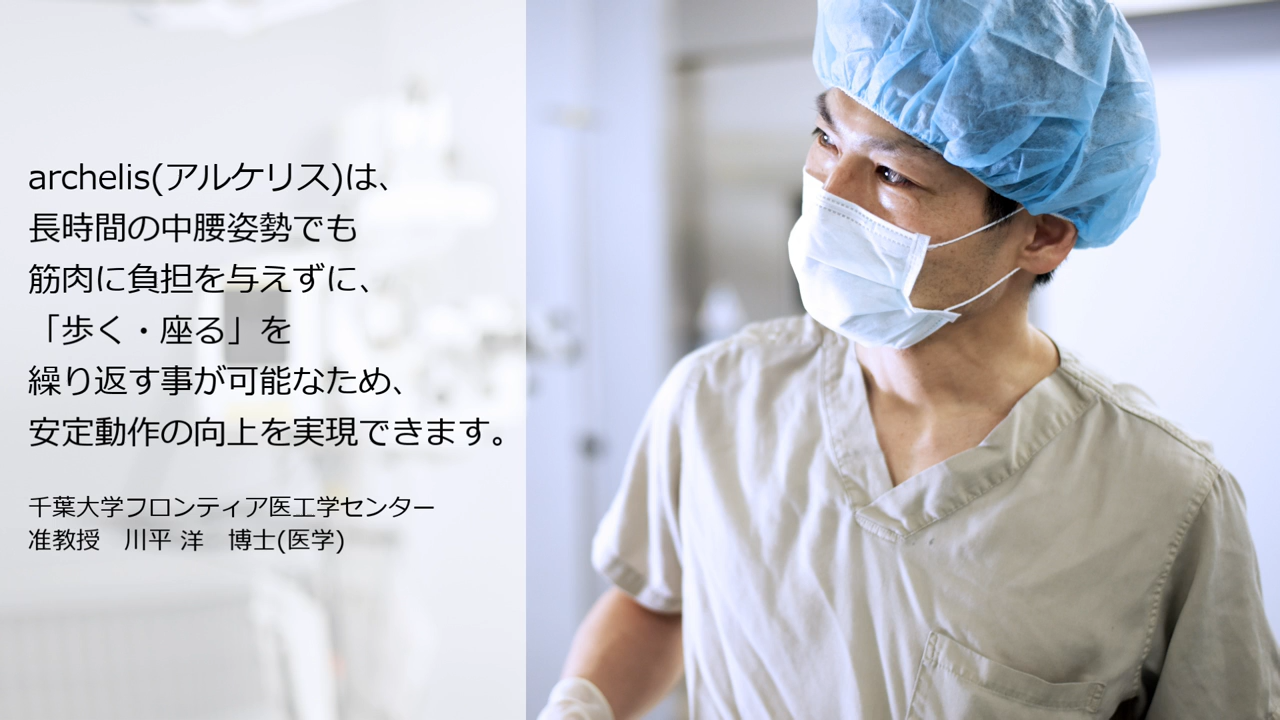 archelis(アルケリス)は、
長時間の中腰姿勢でも
筋肉に負担を与えずに、
「歩く・座る」を
繰り返す事が可能なため、
安定動作の向上を実現できます。
千葉大学フロンティア医工学センター
准教授　川平 洋　博士(医学)